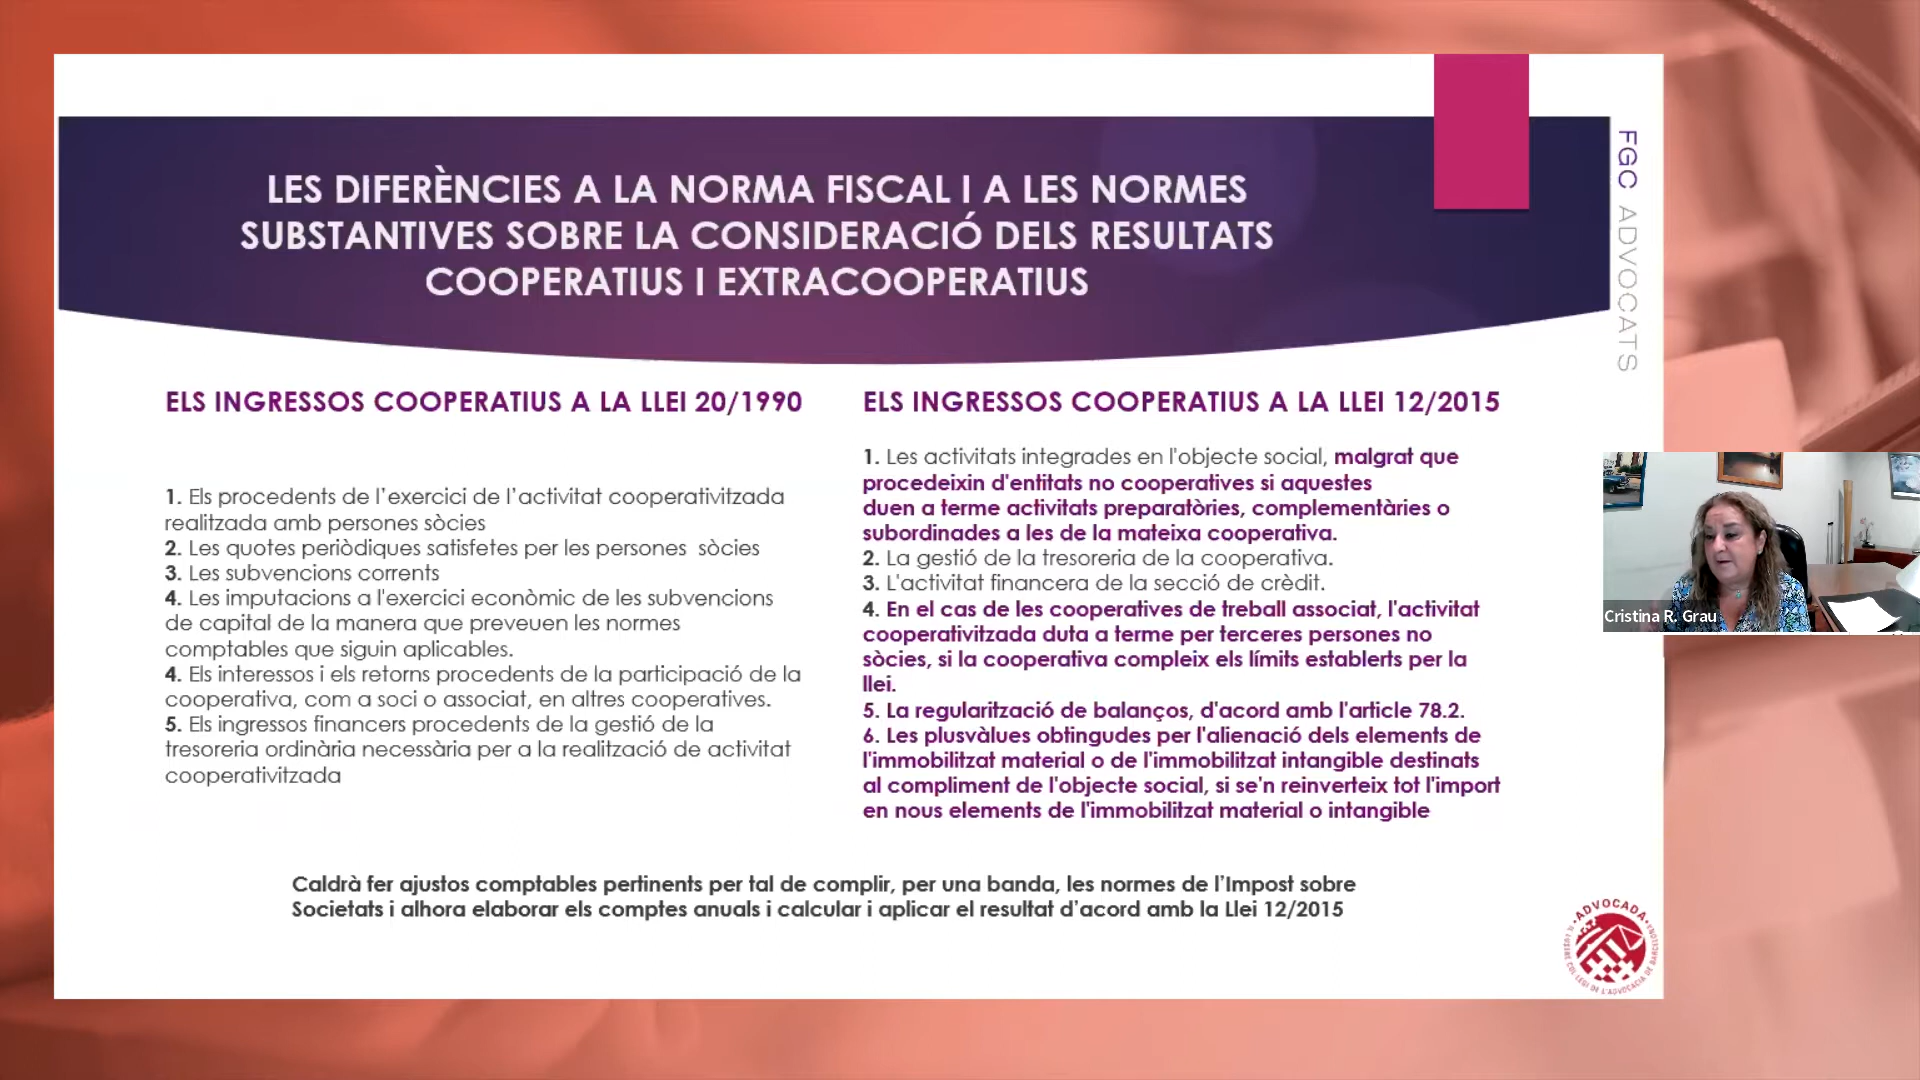 LES DIFERÈNCIES A LA NORMA FISCAL I A LES NORMES
SUBSTANTIVES SOBRE LA CONSIDERACIÓ DELS RESULTATS
COOPERATIUS I EXTRACOOPERATIUS
FGC ADVOCATS
ELS INGRESSOS COOPERATIUS A LA LLEI 20/1990
1. Els procedents de l’exercici de l’activitat cooperativitzada
realitzada amb persones sòcies
2. Les quotes periòdiques satisfetes per les persones sòcies
3. Les subvencions corrents
4. Les imputacions a l'exercici econòmic de les subvencions
de capital de la manera que preveuen les normes
comptables que siguin aplicables.
4. Els interessos i els retorns procedents de la participació de la
cooperativa, com a soci o associat, en altres cooperatives.
5. Els ingressos financers procedents de la gestió de la
tresoreria ordinària necessària per a la realització de activitat
cooperativitzada
ELS INGRESSOS COOPERATIUS A LA LLEI 12/2015
1. Les activitats integrades en l'objecte social, malgrat que
procedeixin d'entitats no cooperatives si aquestes
duen a terme activitats preparatòries, complementàries o
subordinades a les de la mateixa cooperativa.
2. La gestió de la tresoreria de la cooperativa.
3. L'activitat financera de la secció de crèdit.
4. En el cas de les cooperatives de treball associat, l'activitat
cooperativitzada duta a terme per terceres persones no
sòcies, si la cooperativa compleix els límits establerts per la
llei.
5. La regularització de balanços, d'acord amb l'article 78.2.
6. Les plusvàlues obtingudes per l'alienació dels elements de
l'immobilitzat material o de l'immobilitzat intangible destinats
al compliment de l'objecte social, si se'n reinverteix tot l'import
en nous elements de l'immobilitzat material o intangible
Caldrà fer ajustos comptables pertinents per tal de complir, per una banda, les normes de l’Impost sobre
Societats i alhora elaborar els comptes anuals i calcular i aplicar el resultat d’acord amb la Llei 12/2015
Cristina R. Grau
ADVOCADA
IL·LUSTRE COL·LEGI DE L'ADVOCACIA DE BARCELONA